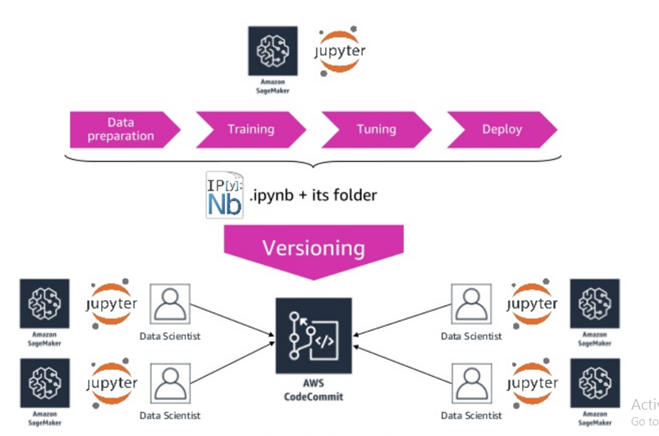 jupyter
Amazon
SageMaker
Data
preparation
Training
Tuning
Deploy
IP[y]:
Nb
.ipynb + its folder
Versioning
jupyter
Data Scientist
Amazon
SageMaker
jupyter
Data Scientist
Amazon
SageMaker
</>
AWS
CodeCommit
jupyter
Data Scientist
Amazon
SageMaker
jupyter
Data Scientist
Amazon
SageMaker
Activ
Go to